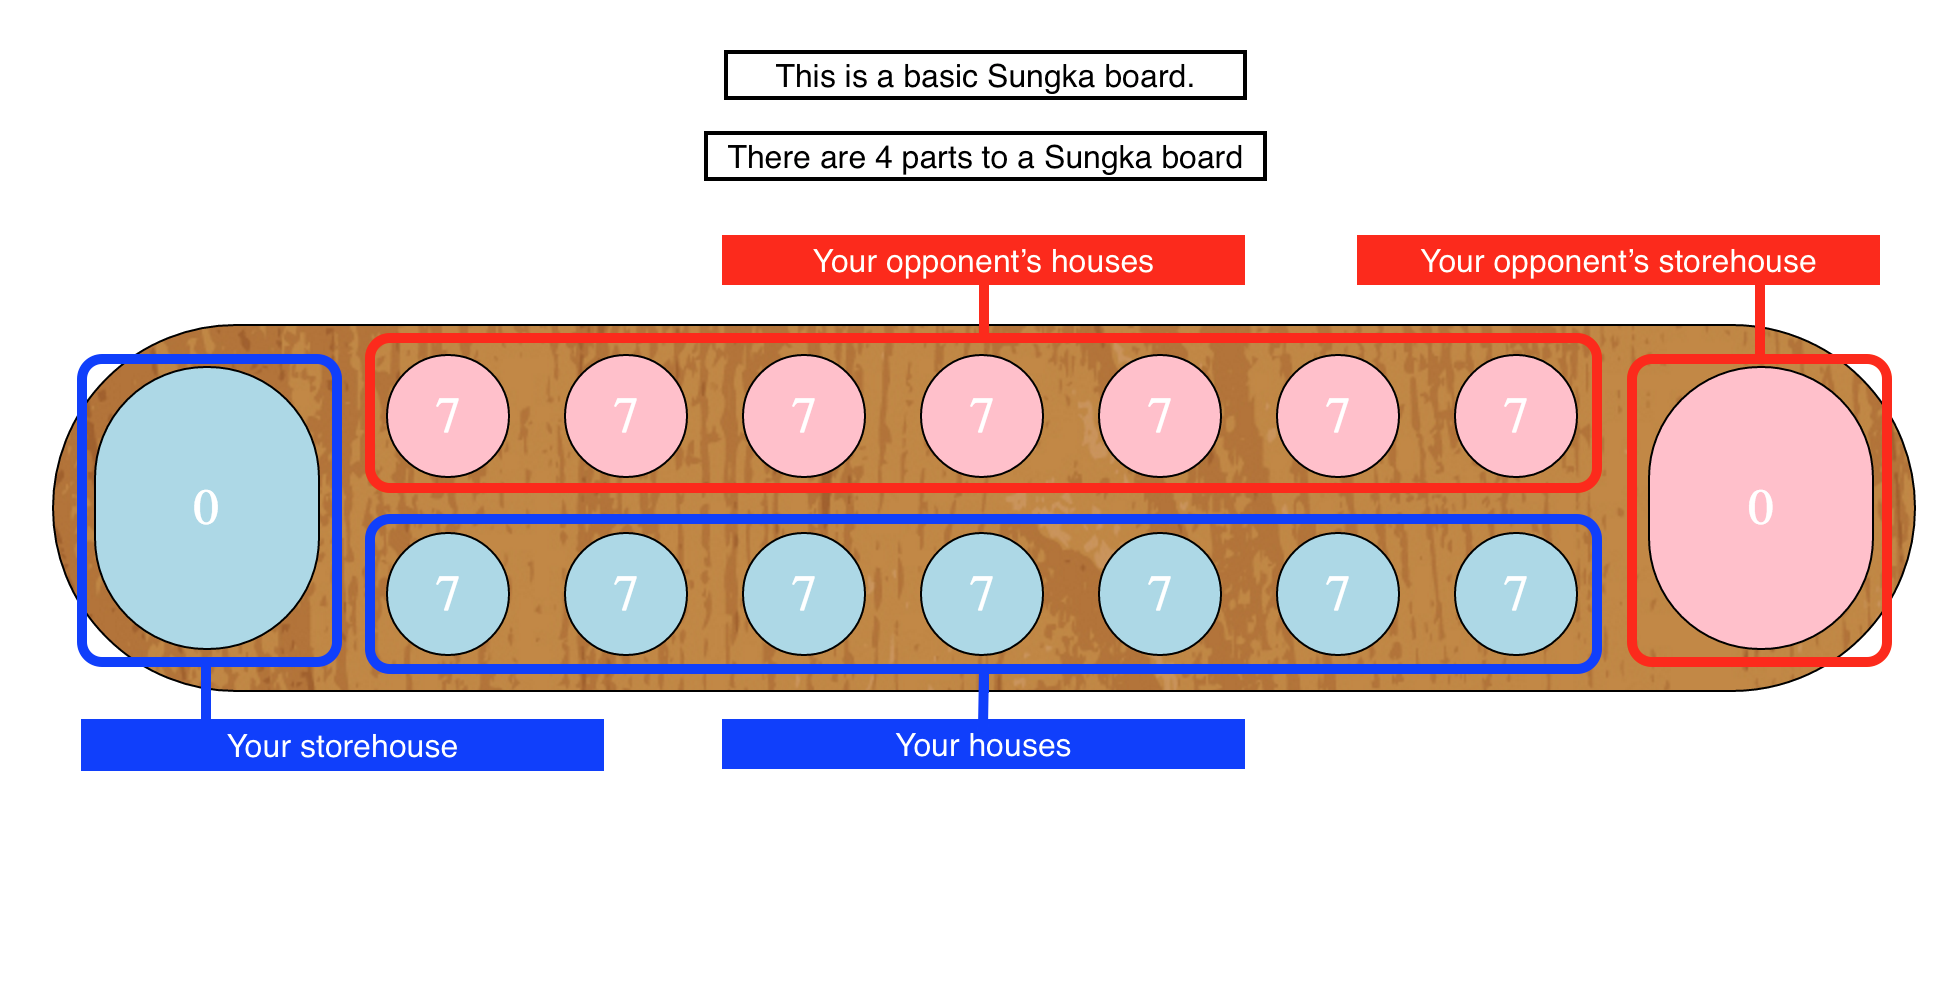 This is a basic Sungka board.
There are 4 parts to a Sungka board
Your opponent’s houses
Your opponent’s storehouse
7 7 7 7 7 7 7
0
0
7 7 7 7 7 7 7
Your storehouse
Your houses